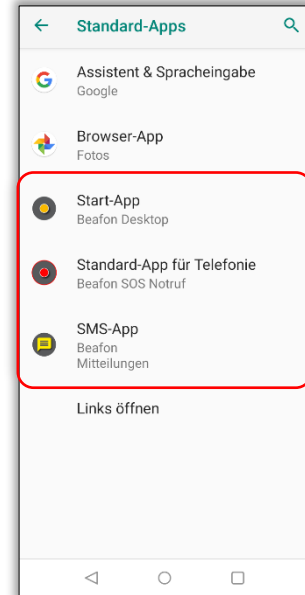 Standard-Apps
Assistent & Spracheingabe
Google
Browser-App
Fotos
Start-App
Beafon Desktop
Standard-App für Telefonie
Beafon SOS Notruf
SMS-App
Beafon
Mitteilungen
Links öffnen